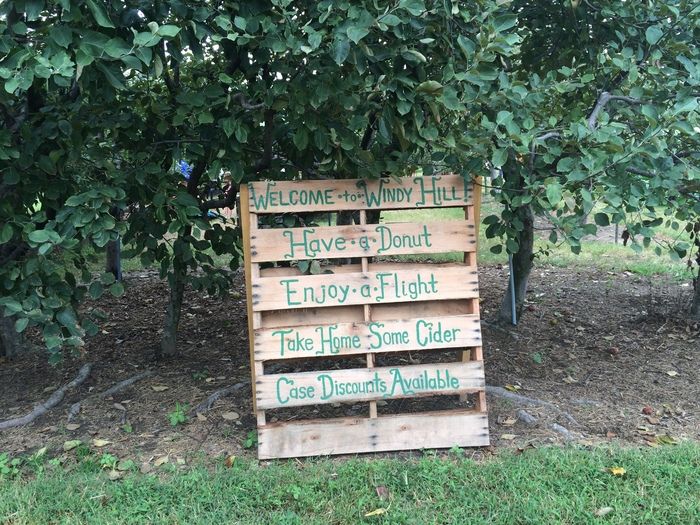 Welcome·to·Windy Hill!
Have·a·Donut
Enjoy·a·Flight
Take Home Some Cider
Case Discounts Available